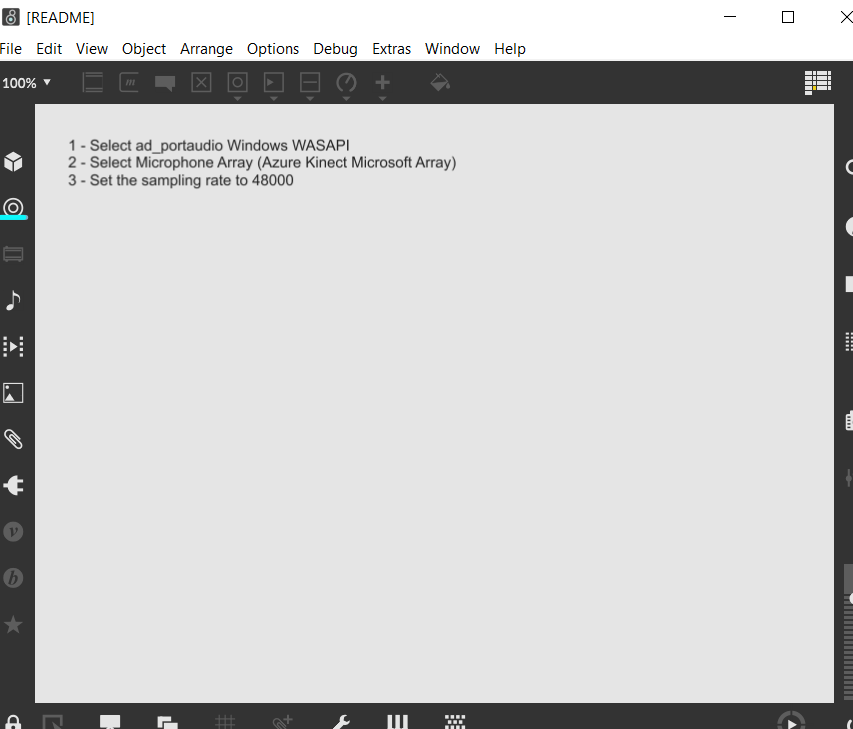 [README]
File Edit View Object Arrange Options Debug Extras Window Help
100%
1 - Select ad_portaudio Windows WASAPI
2 - Select Microphone Array (Azure Kinect Microsoft Array)
3 - Set the sampling rate to 48000